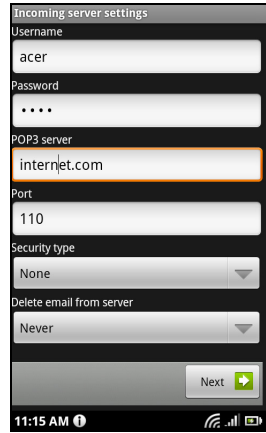 Incoming server settings
Username
acer
Password
••••
POP3 server
internet.com
Port
110
Security type
None
Delete email from server
Never
Next
11:15 AM